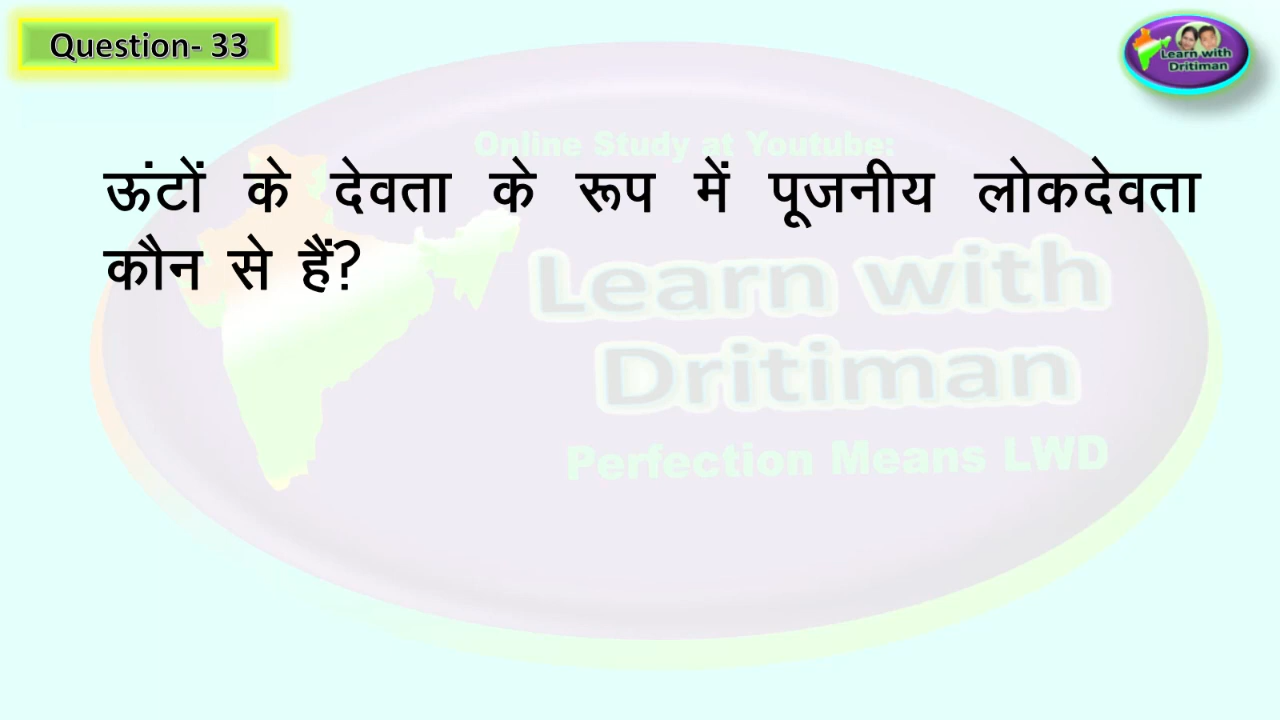 Question- 33
Learn with
Dritiman
Online Study at Youtube:
ऊंटों के देवता के रूप में पूजनीय लोकदेवता
कौन से हैं?
Learn with
Dritiman
Perfection Means LWD